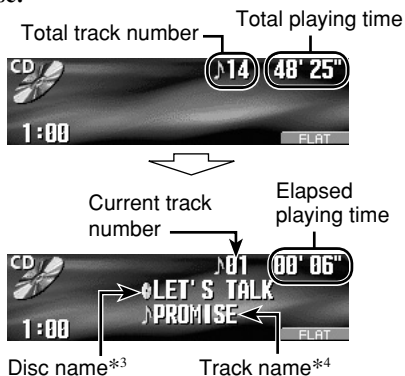 Total playing time
Total track number
CD ♪14 48' 25"
1:00 FLAT
Current track
number
Elapsed
playing time
CD ♪01 00' 06"
LET'S TALK
♪PROMISE
1:00 FLAT
Disc name*3 Track name*4